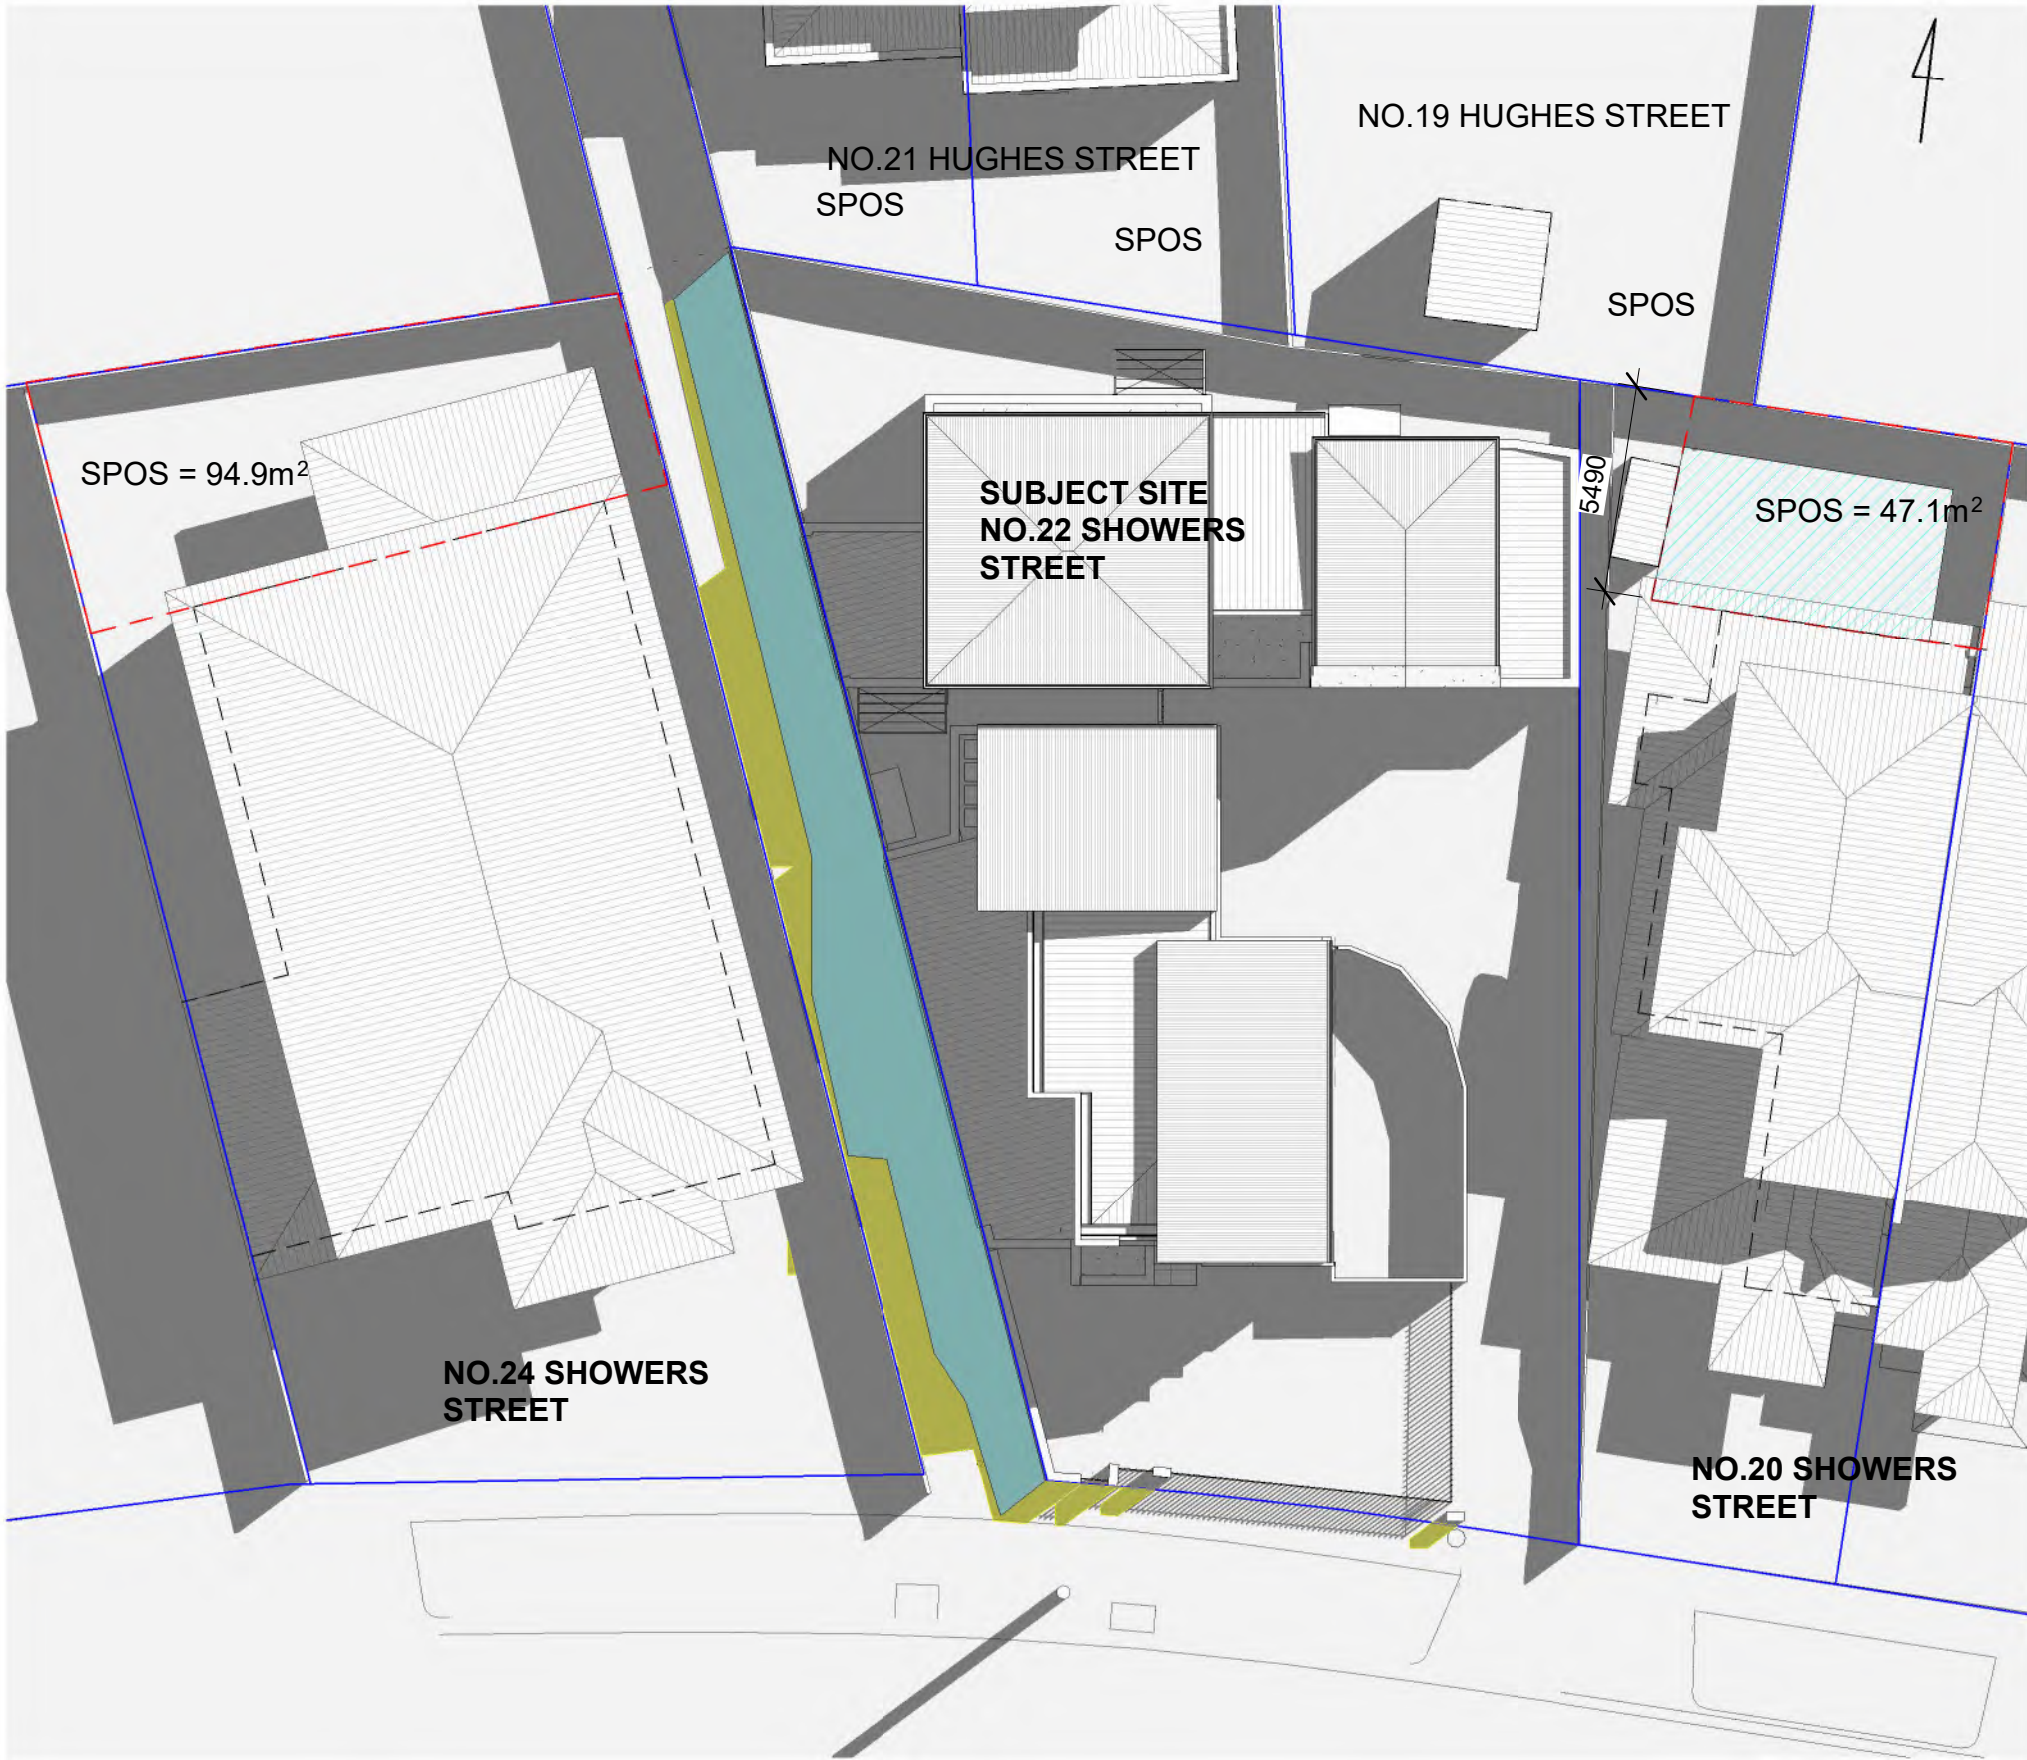 NO.19 HUGHES STREET
NO.21 HUGHES STREET
SPOS
SPOS
SPOS
SPOS = 94.9m²
SUBJECT SITE
NO.22 SHOWERS
STREET
5490
SPOS = 47.1m²
NO.24 SHOWERS
STREET
NO.20 SHOWERS
STREET